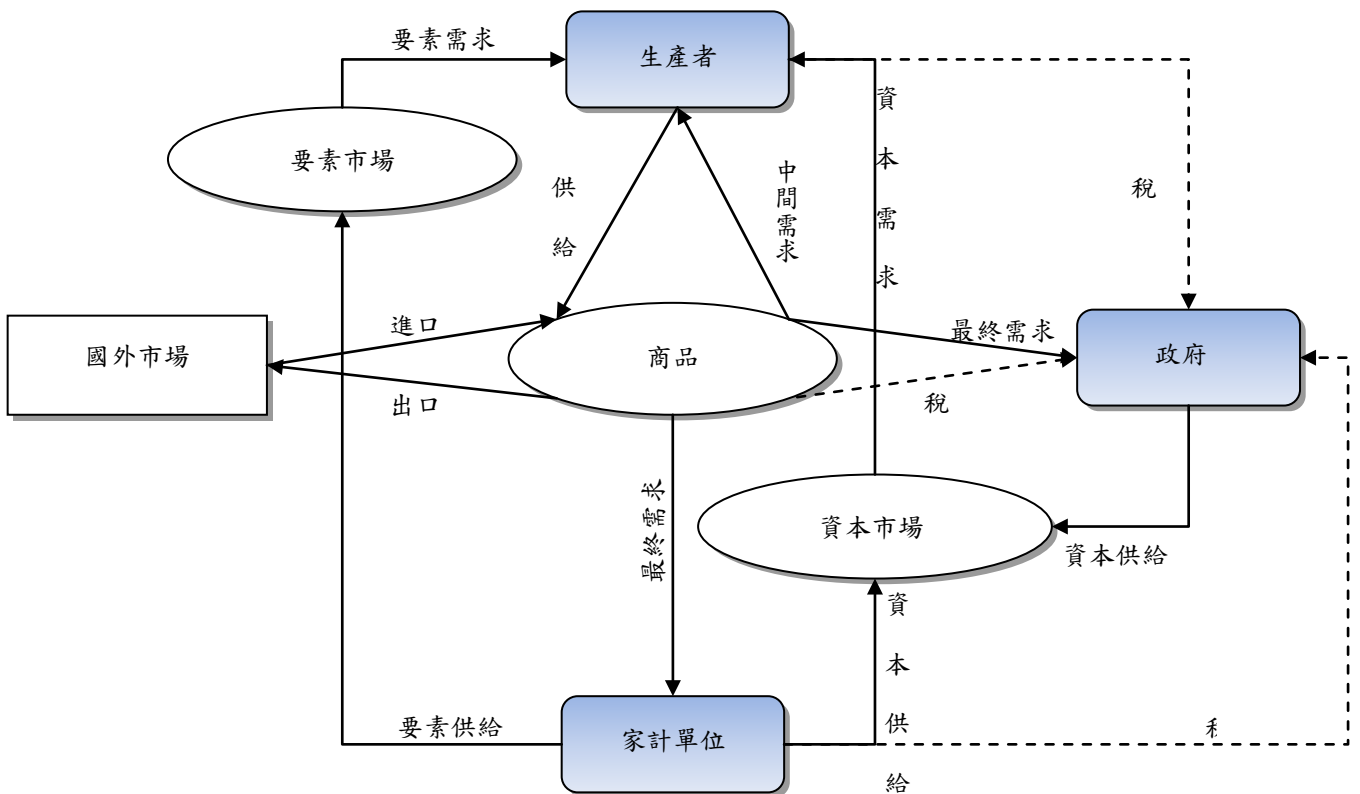 要素需求
生產者
資本需求
要素市場
供給
中間需求
稅
國外市場
進口
商品
最終需求
政府
出口
稅
最終需求
資本市場
資本供給
資本供給
要素供給
家計單位